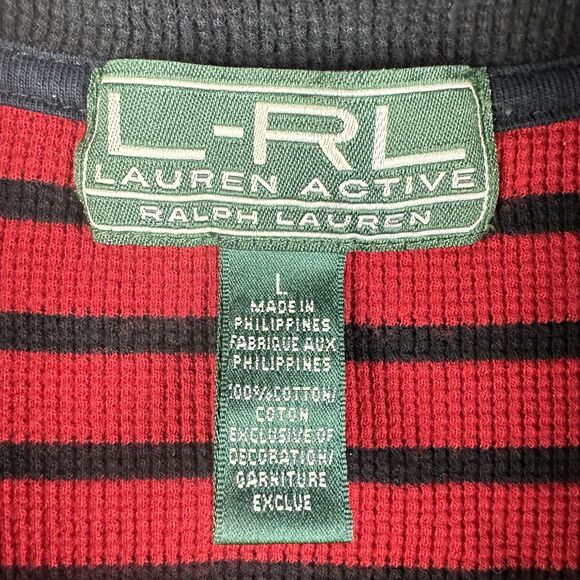 L-RL
LAUREN ACTIVE
RALPH LAUREN
L
MADE IN
PHILIPPINES
FABRIQUE AUX
PHILIPPINES
100% COTTON/
COTON
EXCLUSIVE OF
DECORATION/
GARNITURE
EXCLUE